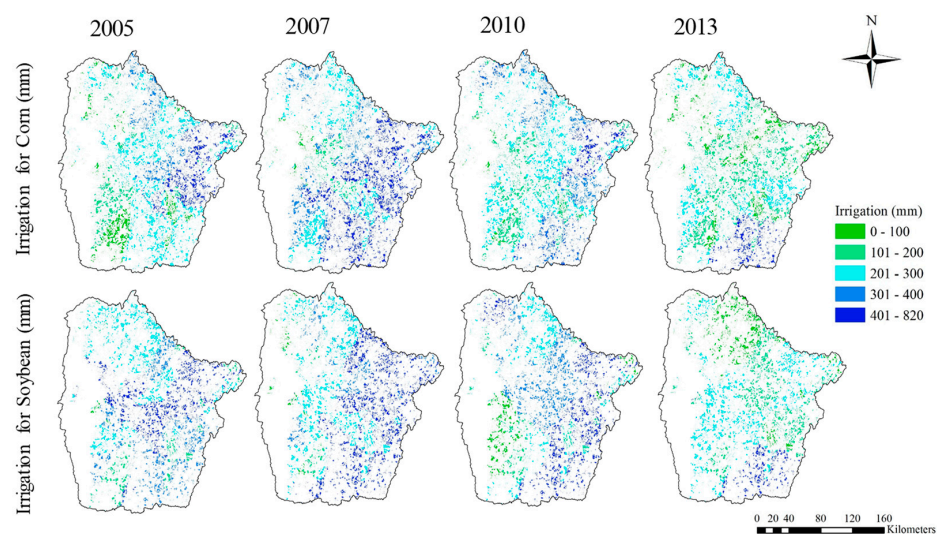 2005
2007
2010
2013
N
Irrigation for Corn (mm)
Irrigation for Soybean (mm)
Irrigation (mm)
0 - 100
101 - 200
201 - 300
301 - 400
401 - 820
0 20 40 80 120 160
Kilometers